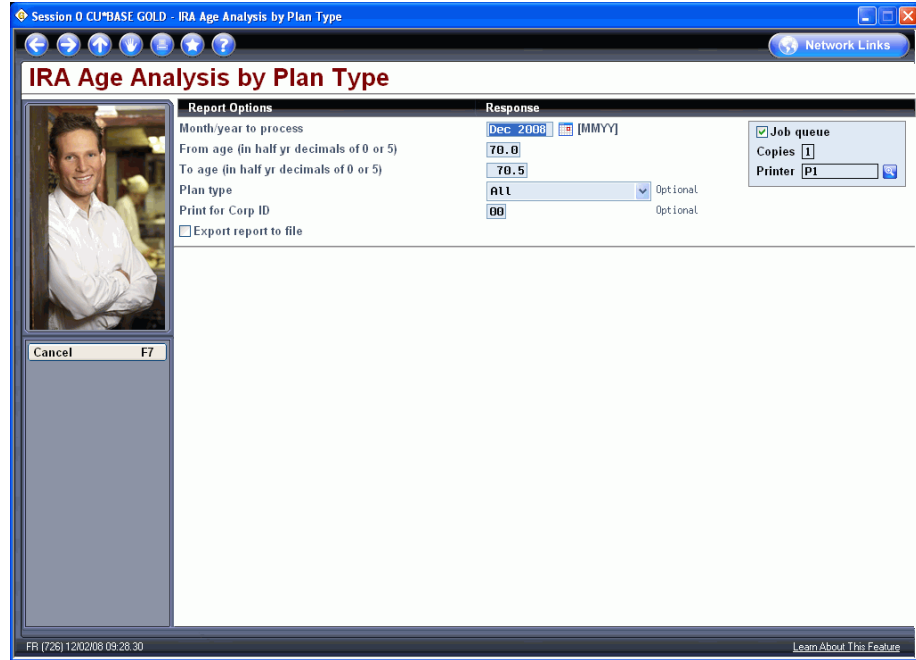 Session 0 CU*BASE GOLD - IRA Age Analysis by Plan Type
Network Links
IRA Age Analysis by Plan Type
Report Options Response
Month/year to process Dec 2008 [MMYY]
From age (in half yr decimals of 0 or 5) 70.0
To age (in half yr decimals of 0 or 5) 70.5
Plan type All Optional
Print for Corp ID 00 Optional
Export report to file
Job queue
Copies 1
Printer P1
Cancel F7
FR (726) 12/02/08 09:28.30
Learn About This Feature